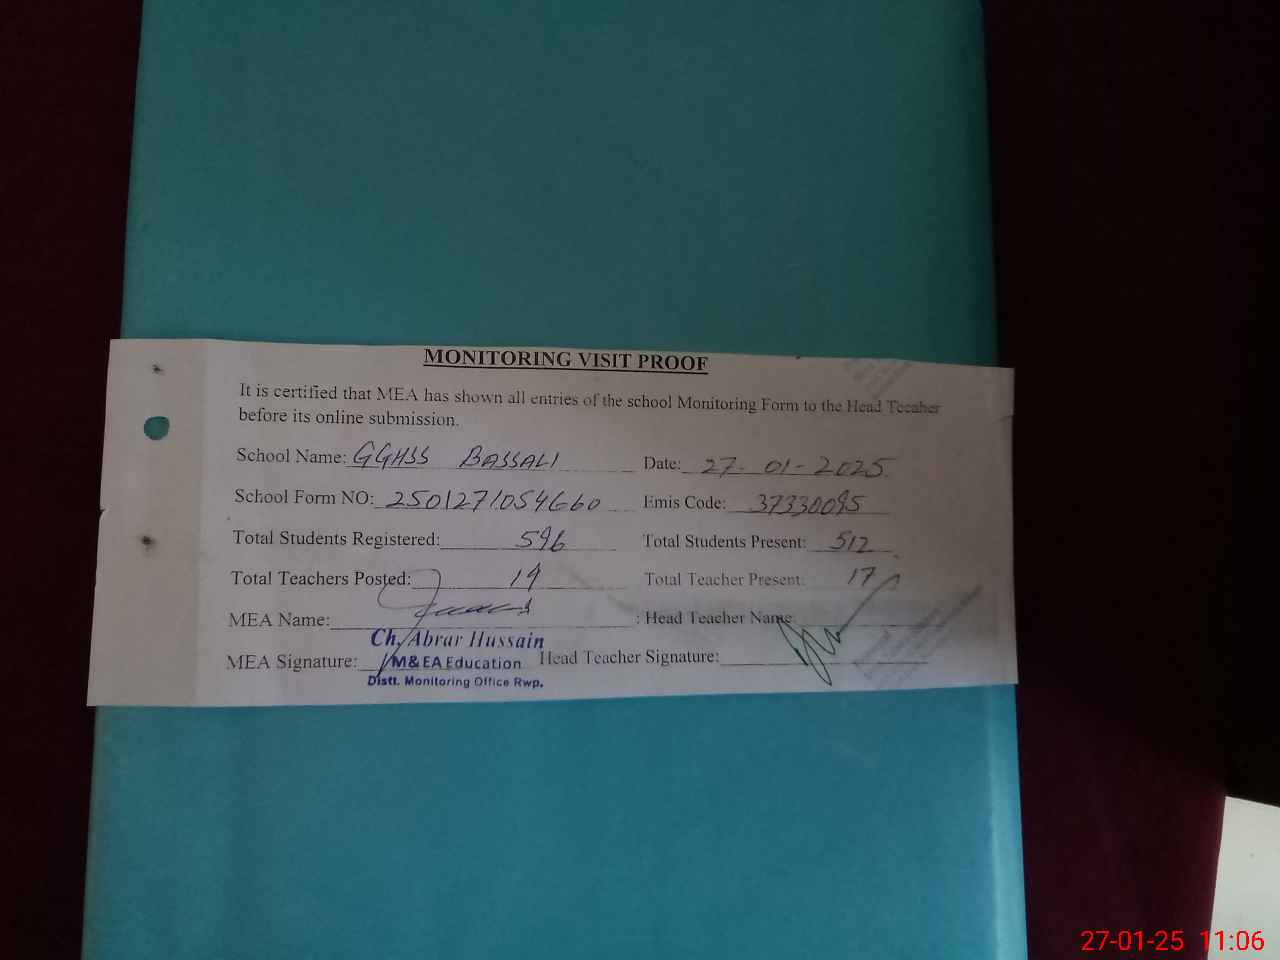 MONITORING VISIT PROOF
It is certified that MEA has shown all entries of the school Monitoring Form to the Head Tecaher
before its online submission.
School Name: GGHSS BASSALI Date: 27-01-2025
School Form NO: 2501271054660 Emis Code: 37330095
Total Students Registered: 596 Total Students Present: 512
Total Teachers Posted: 19 Total Teacher Present: 17
MEA Name: : Head Teacher Name:
Ch. Abrar Hussain
MEA Signature: M&EA Education Head Teacher Signature:
Distt. Monitoring Office Rwp.
27-01-25 11:06